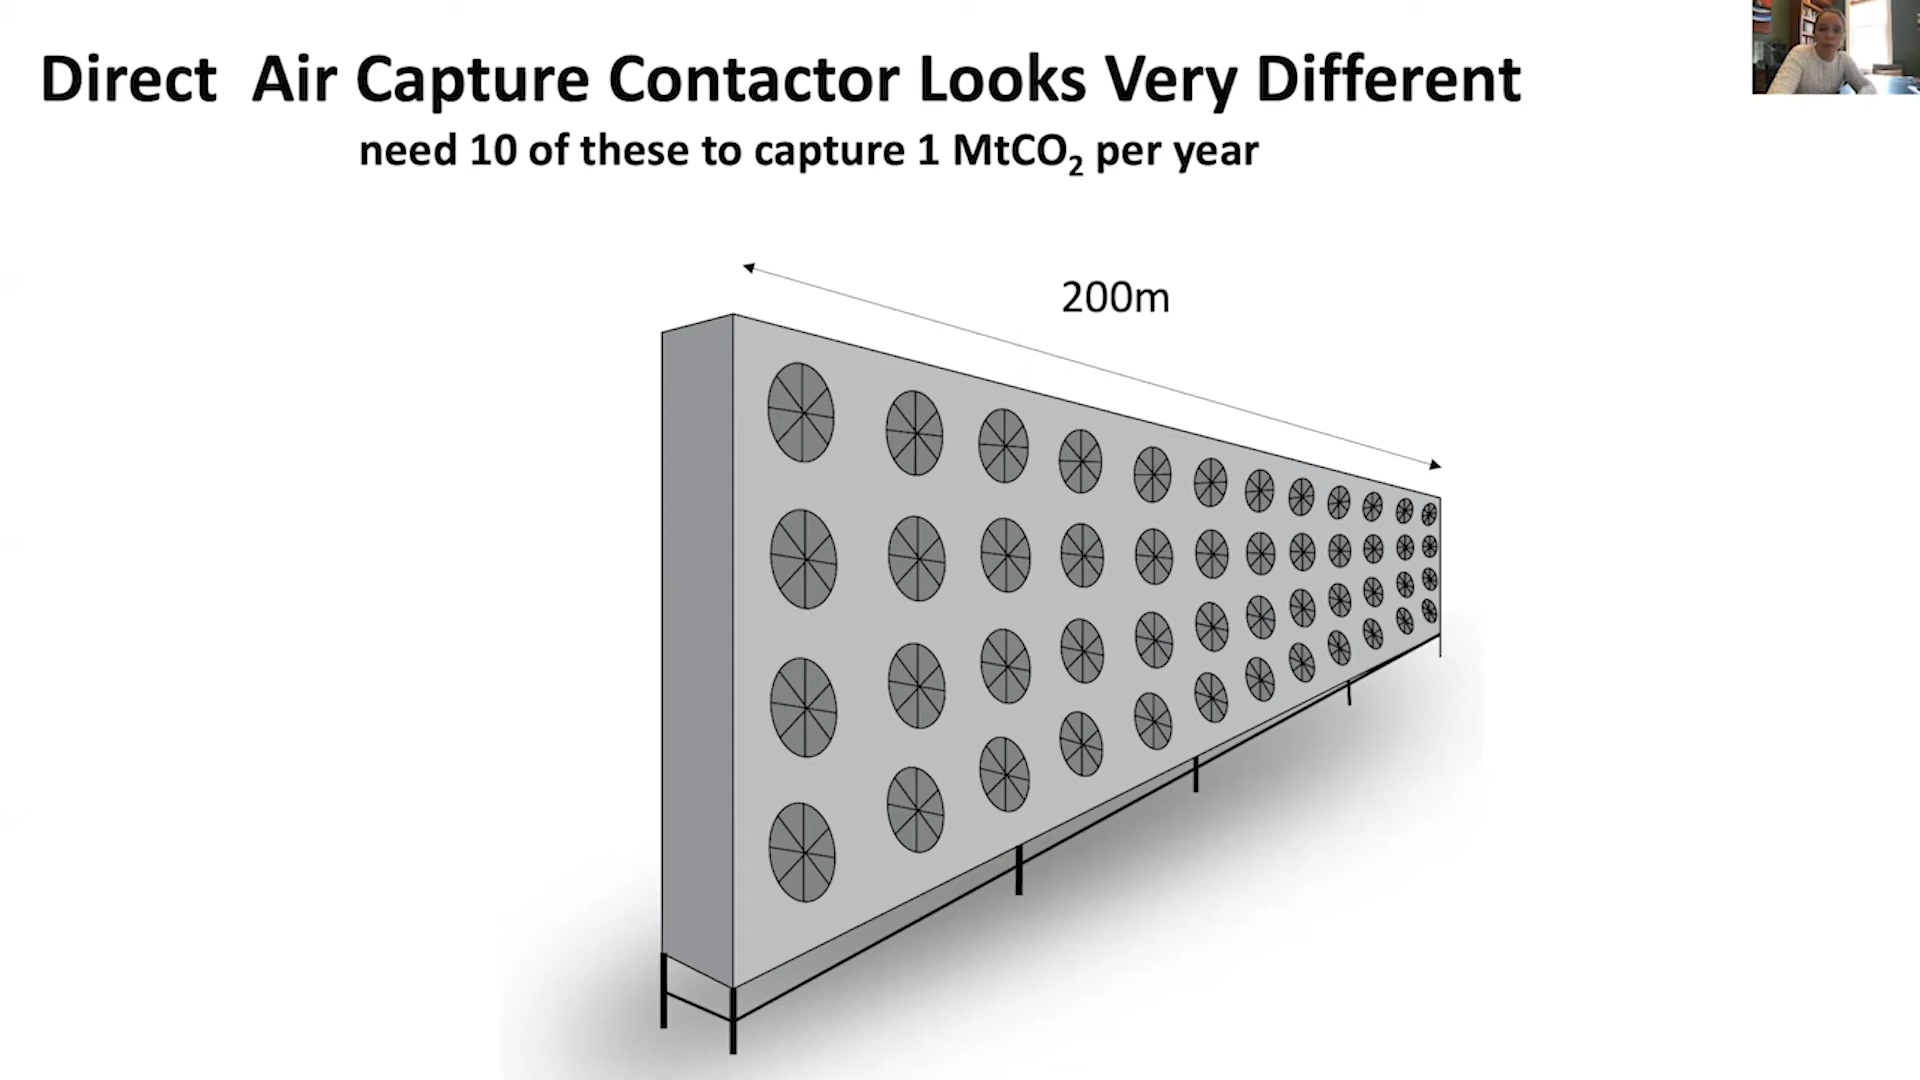 Direct Air Capture Contactor Looks Very Different
need 10 of these to capture 1 MtCO₂ per year
200m